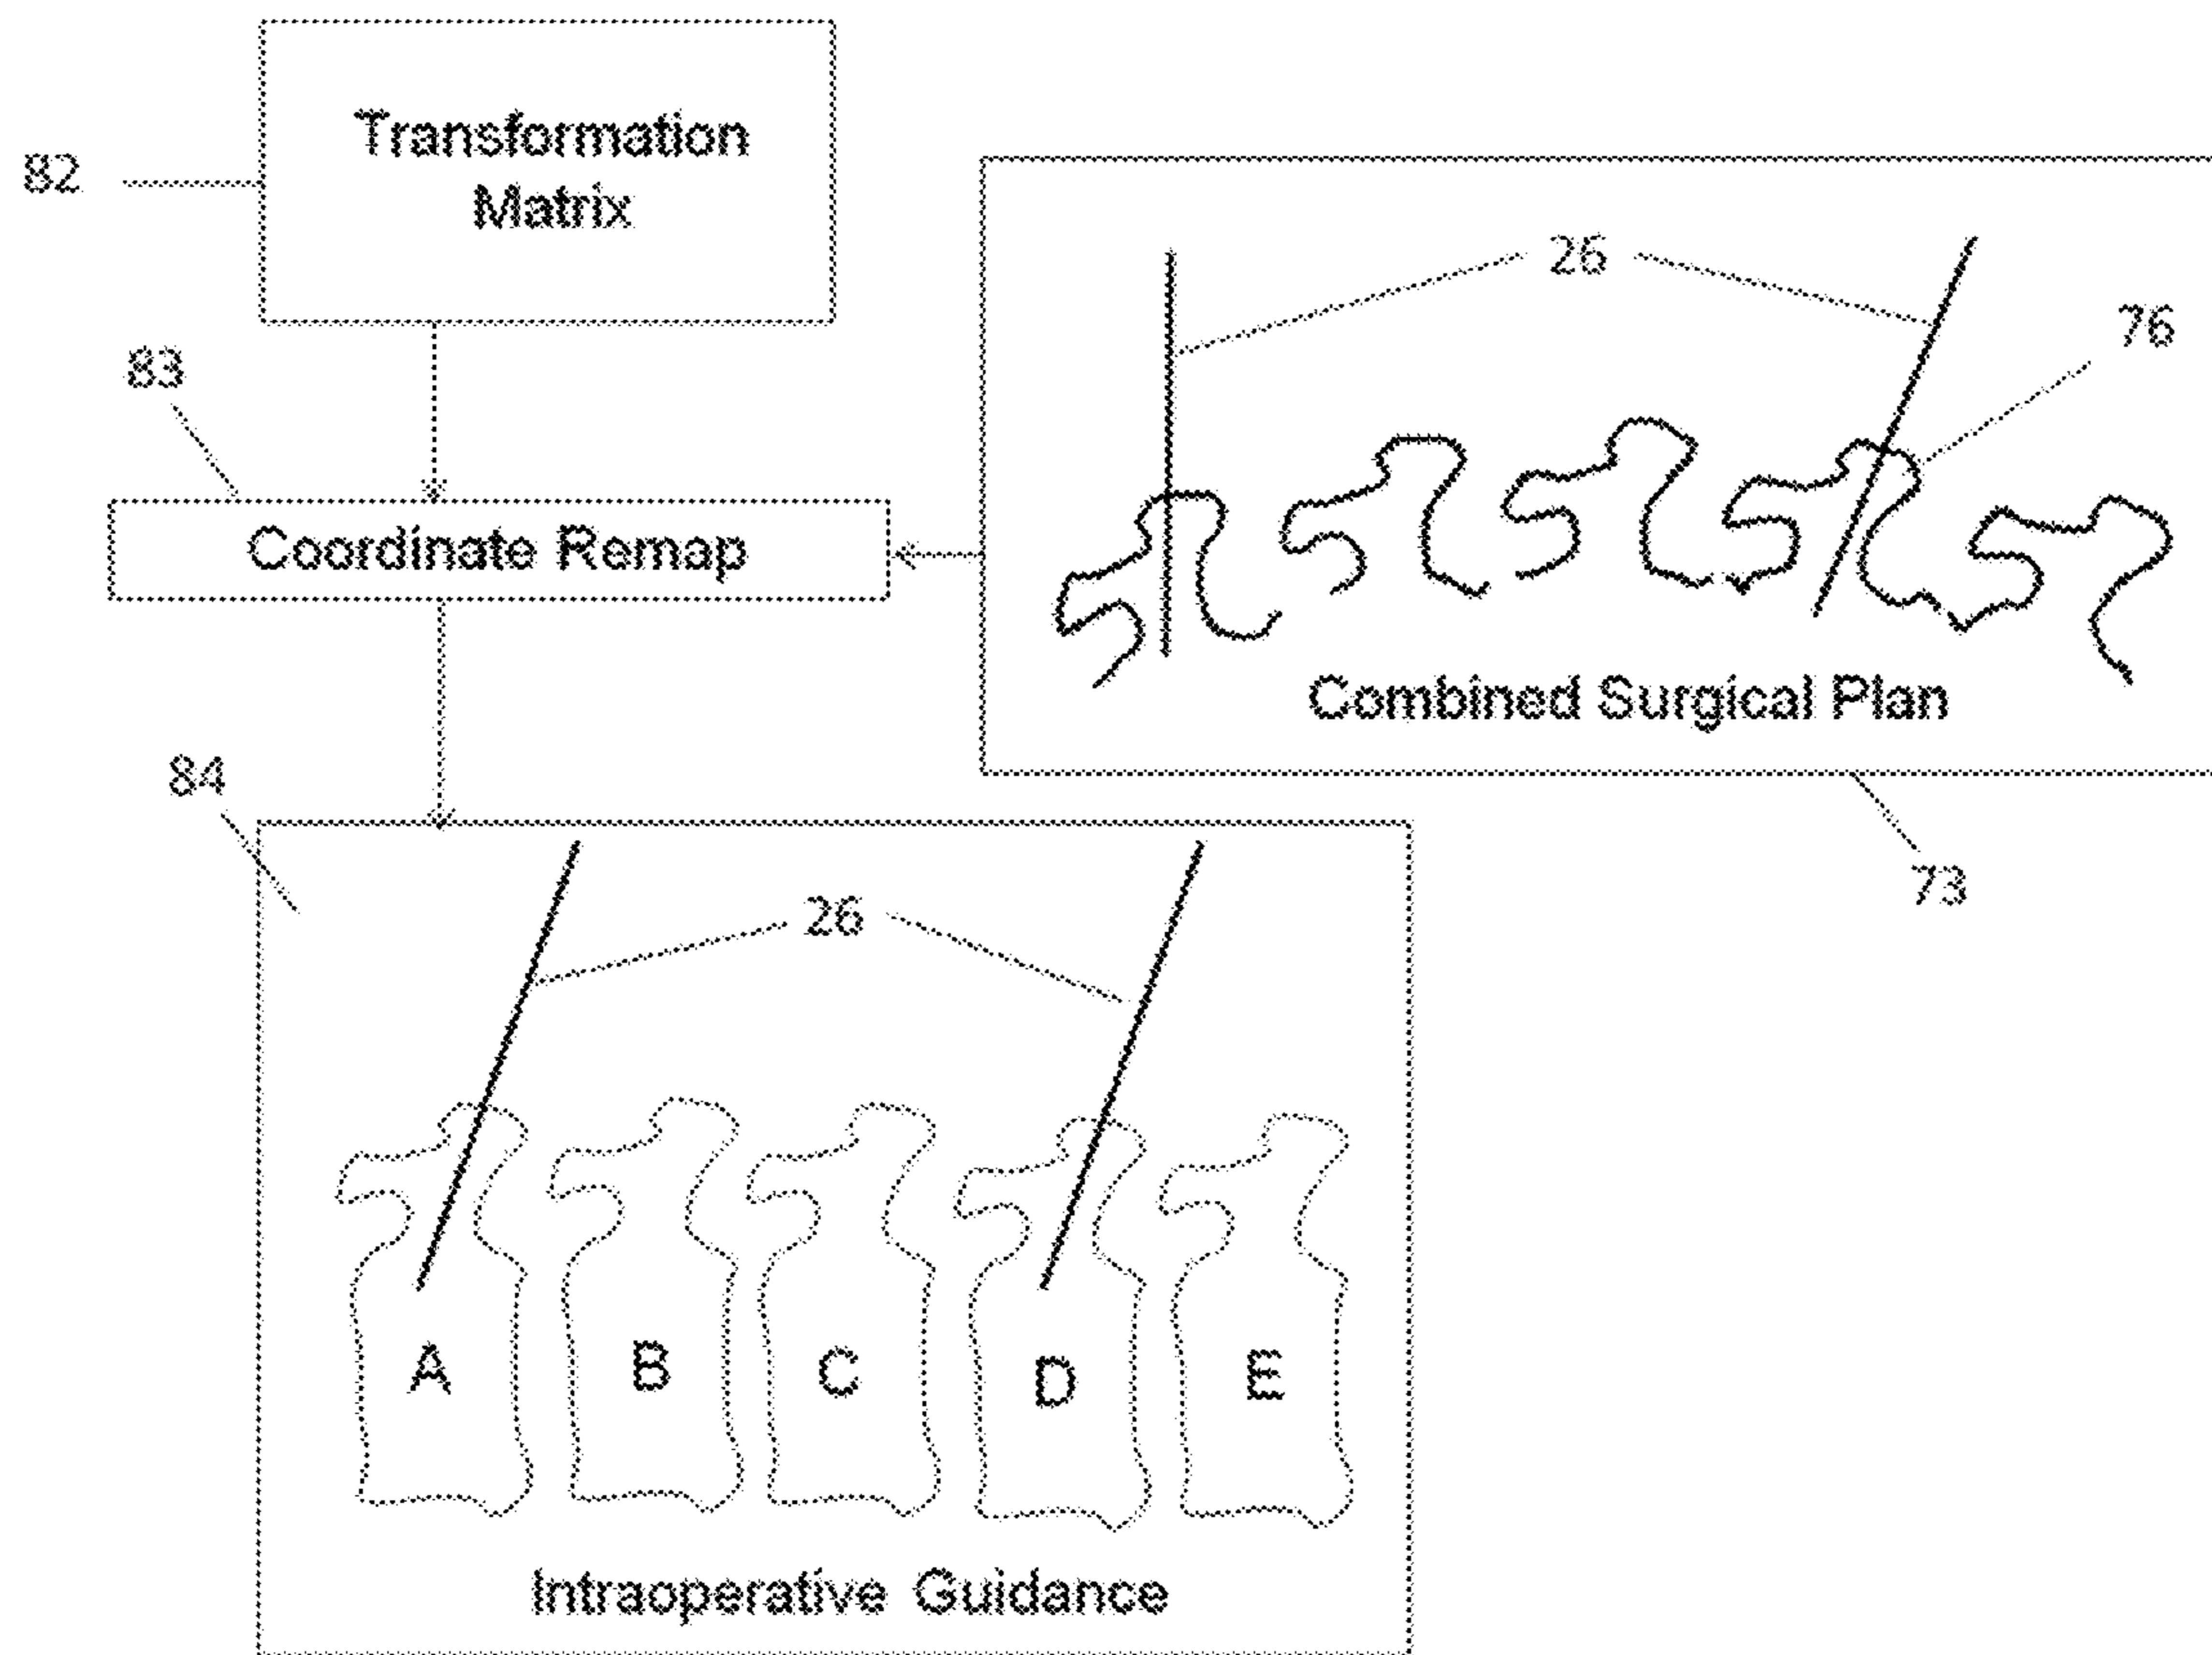 Transformation
Matrix
82
26
76
83
Coordinate Remap
Combined Surgical Plan
84
73
26
A B C D E
Intraoperative Guidance